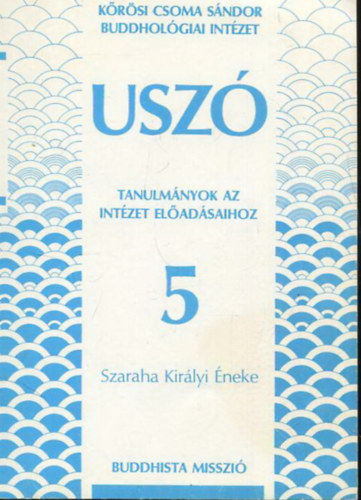 KŐRÖSI CSOMA SÁNDOR
BUDDHOLÓGIAI INTÉZET
USZÓ
TANULMÁNYOK AZ
INTÉZET ELŐADÁSAIHOZ
5
Szaraha Királyi Éneke
BUDDHISTA MISSZIÓ